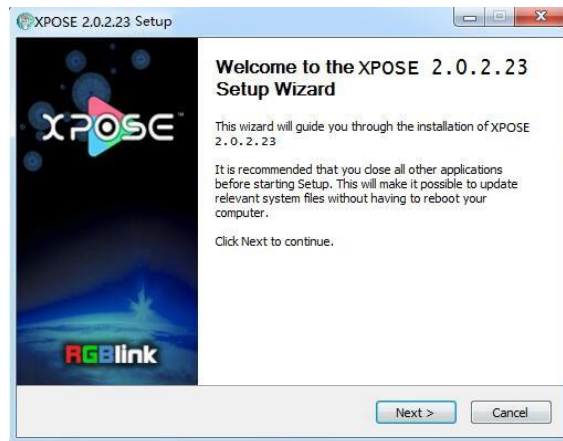 XPOSE 2.0.2.23 Setup
XPOSE™
RGBlink
Welcome to the XPOSE 2.0.2.23
Setup Wizard
This wizard will guide you through the installation of XPOSE
2.0.2.23
It is recommended that you close all other applications
before starting Setup. This will make it possible to update
relevant system files without having to reboot your
computer.
Click Next to continue.
Next >
Cancel